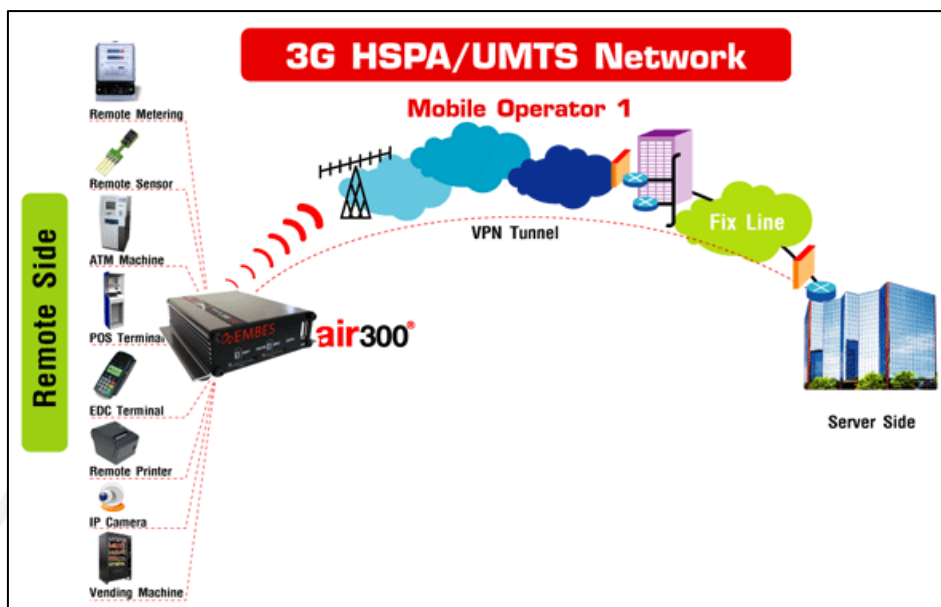 3G HSPA/UMTS Network
Mobile Operator 1
Remote Side
Remote Metering
Remote Sensor
ATM Machine
POS Terminal
EDC Terminal
Remote Printer
IP Camera
Vending Machine
EMBES
air300®
VPN Tunnel
Fix Line
Server Side